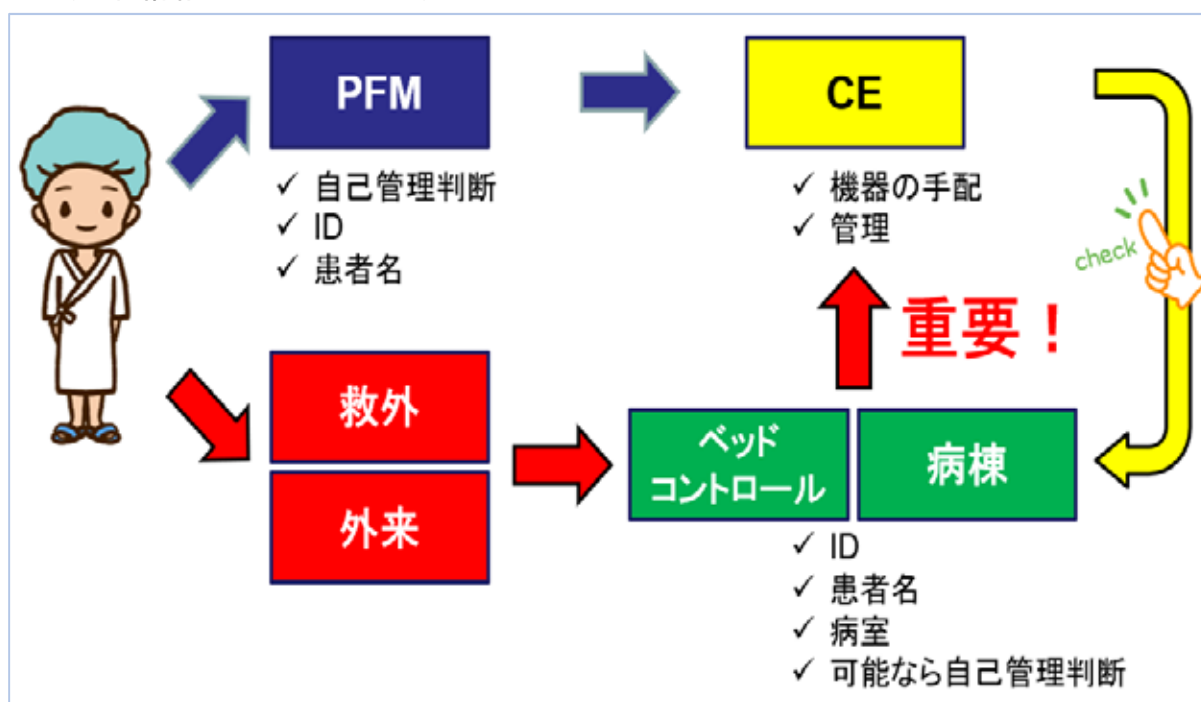 PFM
CE
✓ 自己管理判断
✓ ID
✓ 患者名
✓ 機器の手配
✓ 管理
check
重要！
救外
外来
ベッド
コントロール
病棟
✓ ID
✓ 患者名
✓ 病室
✓ 可能なら自己管理判断